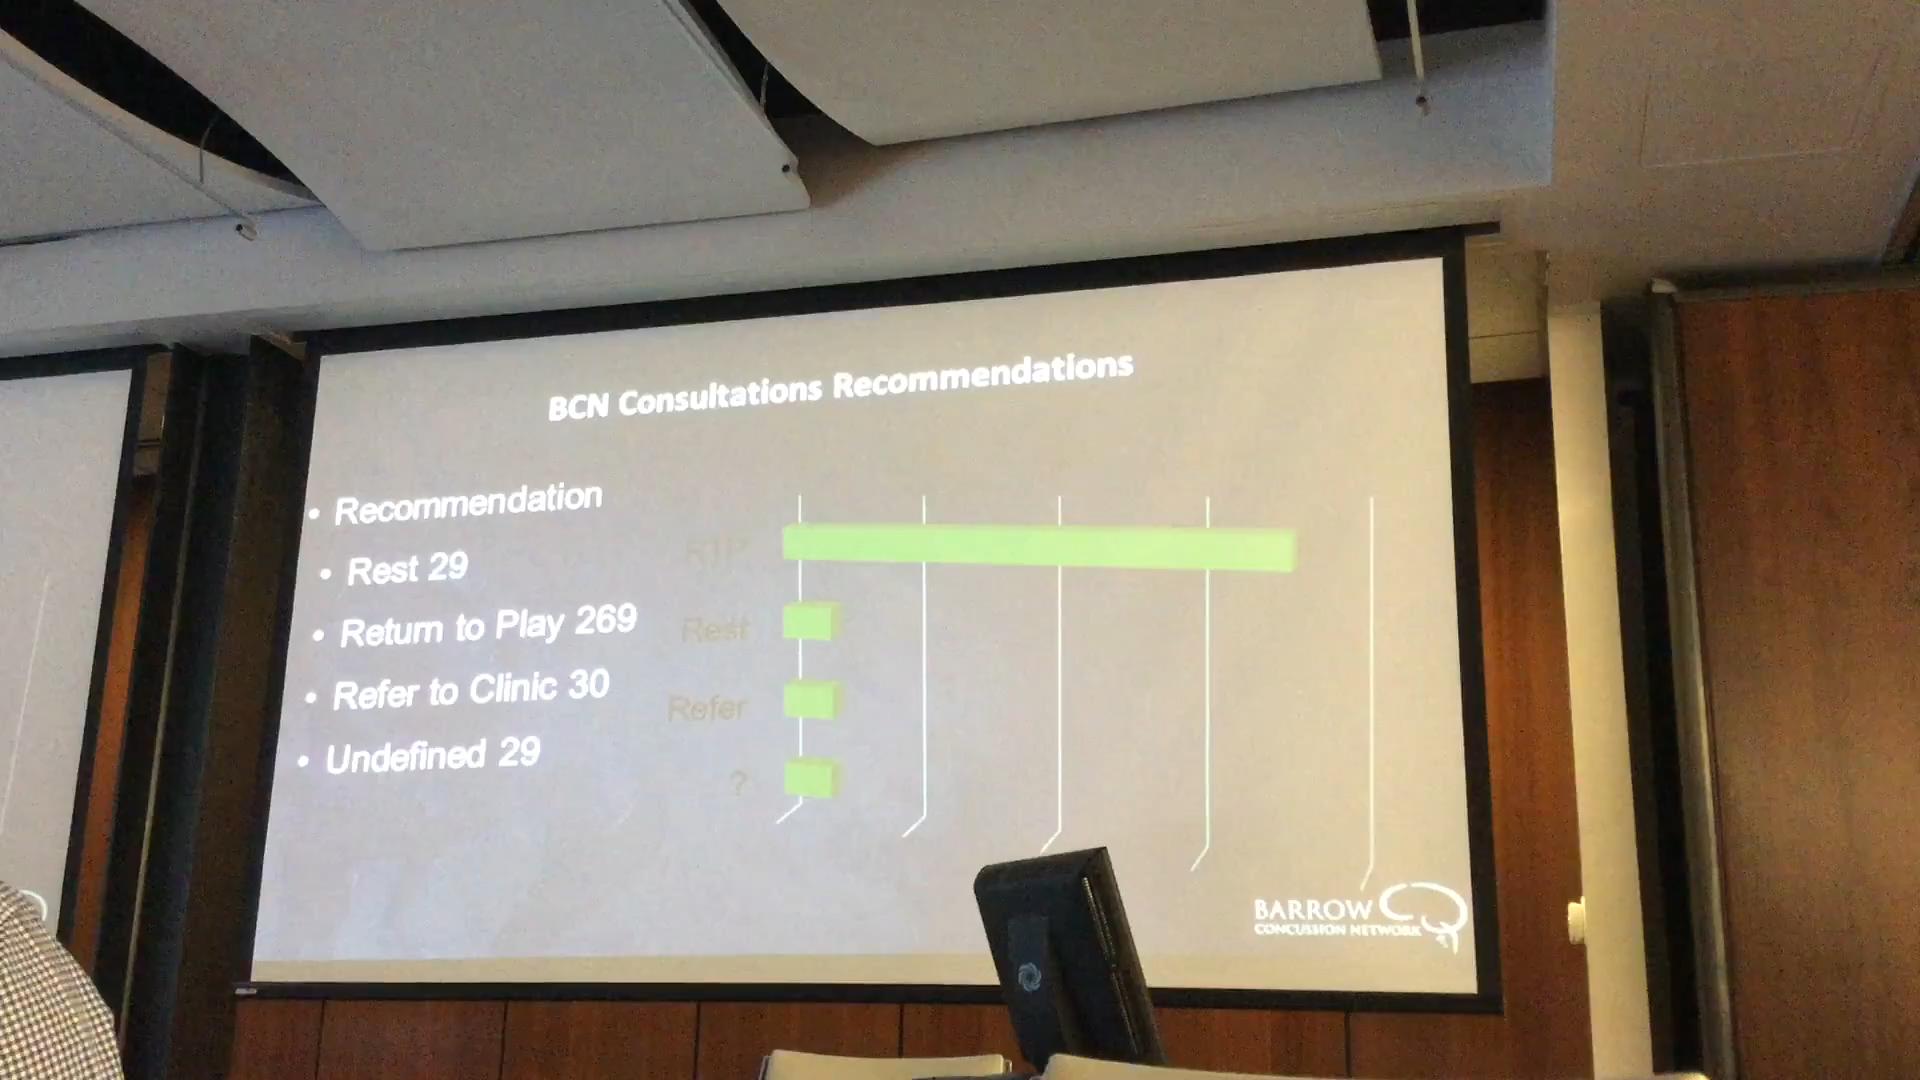 BCN Consultations Recommendations
• Recommendation
• Rest 29
• Return to Play 269
• Refer to Clinic 30
• Undefined 29
RTP
Rest
Refer
?
BARROW
CONCUSSION NETWORK